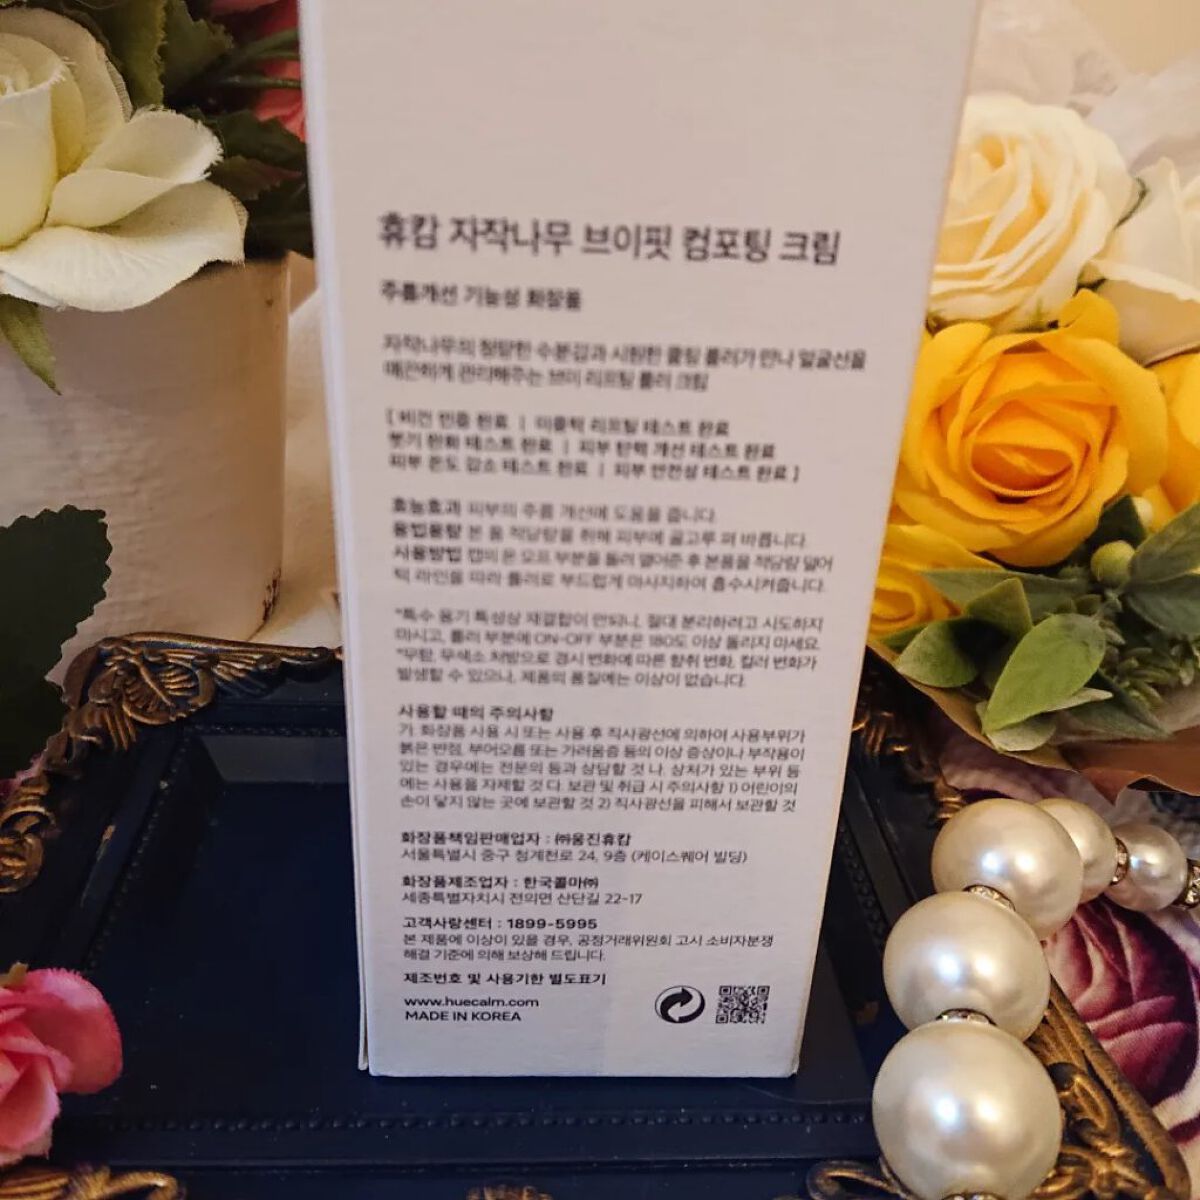 휴캄 자작나무 브이핏 컴포팅 크림
주름개선 기능성 화장품
자작나무의 청량한 수분감과 시원한 쿨링 롤러가 만나 얼굴선을
매끈하게 관리해주는 브이 리프팅 롤러 크림
[ 비건 인증 완료 | 이중턱 리프팅 테스트 완료
붓기 완화 테스트 완료 | 피부 탄력 개선 테스트 완료
피부 온도 감소 테스트 완료 | 피부 안전성 테스트 완료 ]
효능효과 피부의 주름 개선에 도움을 줍니다.
용법용량 본 품 적당량을 취해 피부에 골고루 펴 바릅니다.
사용방법 캡의 온 오프 부분을 돌려 열어준 후 본품을 적당량 덜어
턱 라인을 따라 롤러로 부드럽게 마사지하여 흡수시켜줍니다.
*특수 용기 특성상 재결합이 안되니, 절대 분리하려고 시도하지
마시고, 롤러 부분에 ON-OFF 부분은 180도 이상 돌리지 마세요.
*무향, 무색소 처방으로 경시 변화에 따른 향취 변화, 컬러 변화가
발생할 수 있으나, 제품의 품질에는 이상이 없습니다.
사용할 때의 주의사항
가. 화장품 사용 시 또는 사용 후 직사광선에 의하여 사용부위가
붉은 반점, 부어오름 또는 가려움증 등의 이상 증상이나 부작용이
있는 경우에는 전문의 등과 상담할 것 나. 상처가 있는 부위 등
에는 사용을 자제할 것 다. 보관 및 취급 시 주의사항 1) 어린이의
손이 닿지 않는 곳에 보관할 것 2) 직사광선을 피해서 보관할 것
화장품책임판매업자 : ㈜웅진휴캄
서울특별시 중구 청계천로 24, 9층 (케이스퀘어 빌딩)
화장품제조업자 : 한국콜마㈜
세종특별자치시 전의면 산단길 22-17
고객사랑센터 : 1899-5995
본 제품에 이상이 있을 경우, 공정거래위원회 고시 소비자분쟁
해결 기준에 의해 보상해 드립니다.
제조번호 및 사용기한 별도표기
www.huecalm.com
MADE IN KOREA